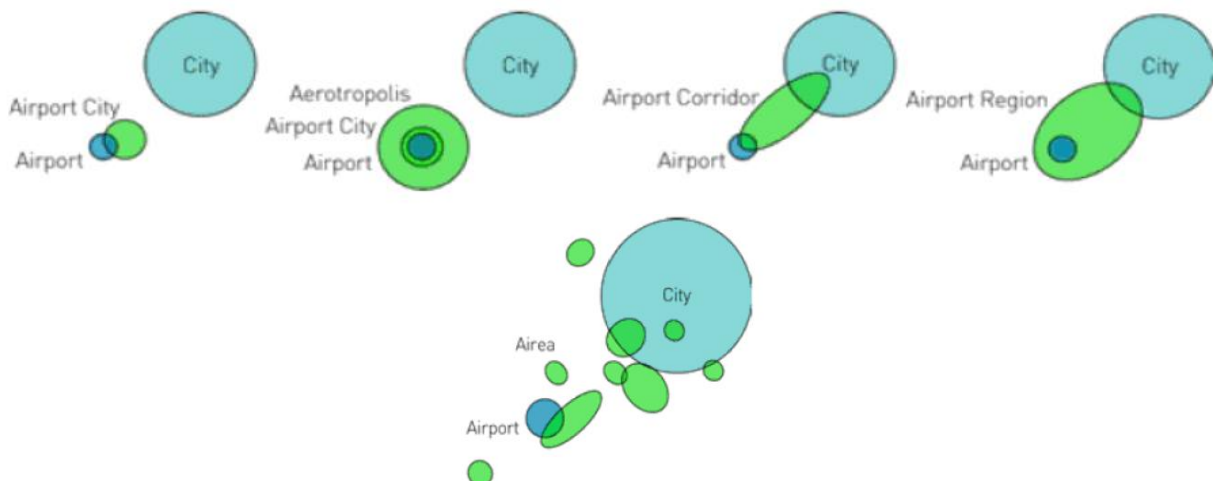 City
Airport City
Airport
City
Aerotropolis
Airport City
Airport
City
Airport Corridor
Airport
City
Airport Region
Airport
City
Airea
Airport